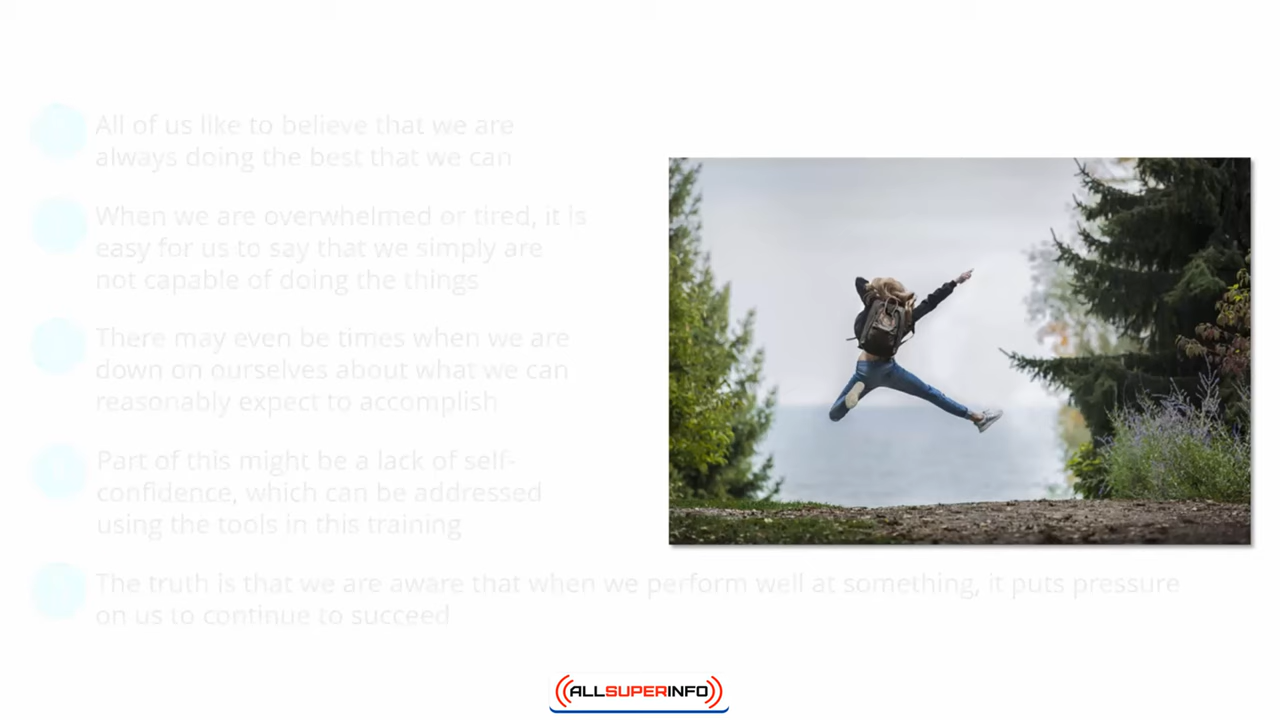 All of us like to believe that we are
always doing the best that we can
When we are overwhelmed or tired, it is
easy for us to say that we simply are
not capable of doing the things
There may even be times when we are
down on ourselves about what we can
reasonably expect to accomplish
Part of this might be a lack of self-
confidence, which can be addressed
using the tools in this training
The truth is that we are aware that when we perform well at something, it puts pressure
on us to continue to succeed
ALLSUPERINFO